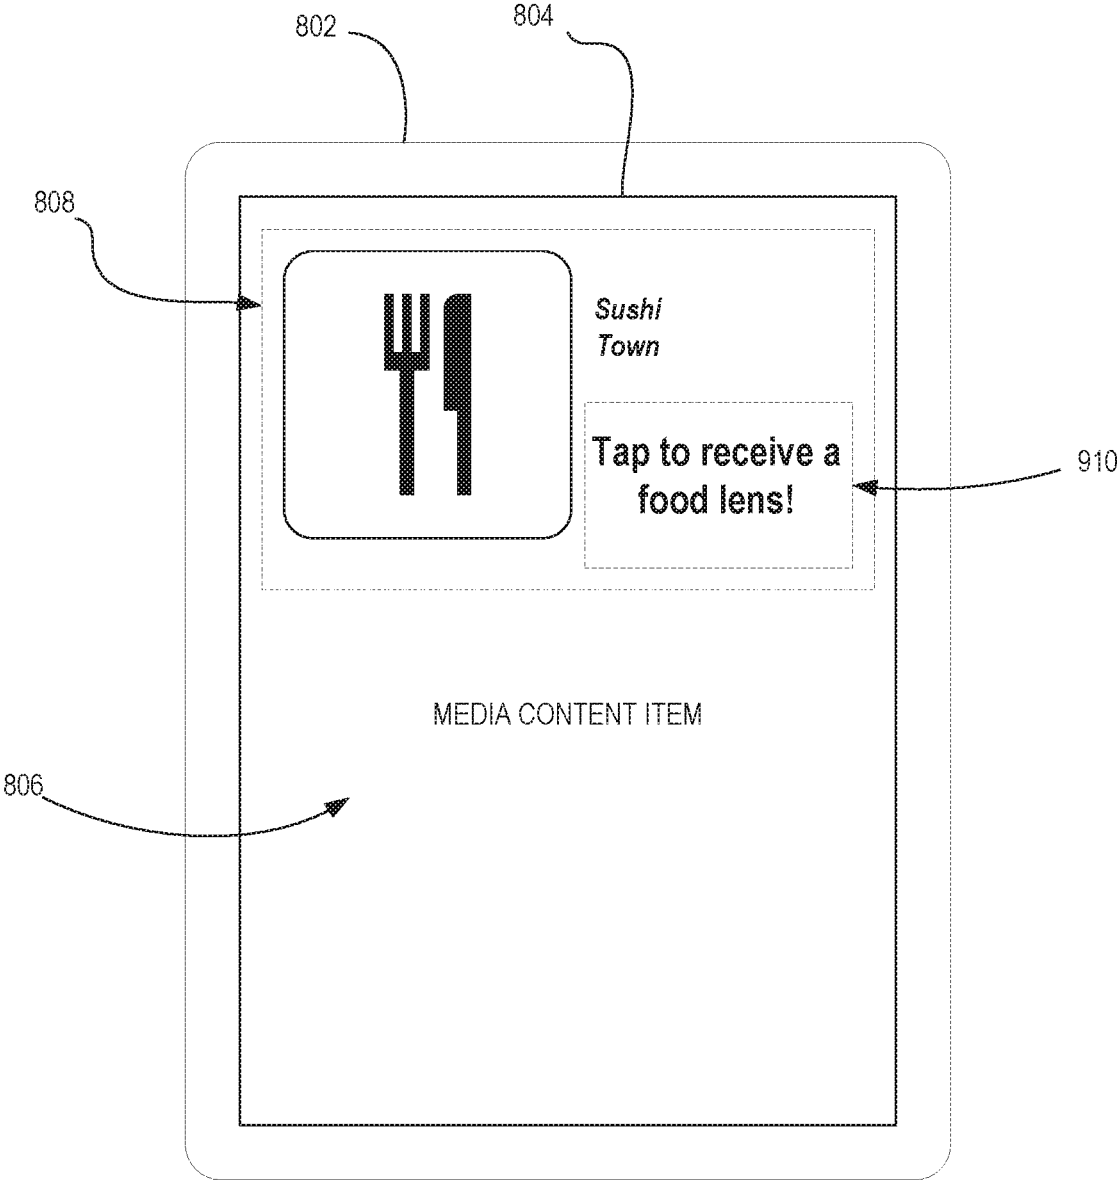 802
804
808
Sushi
Town
Tap to receive a
food lens!
910
MEDIA CONTENT ITEM
806